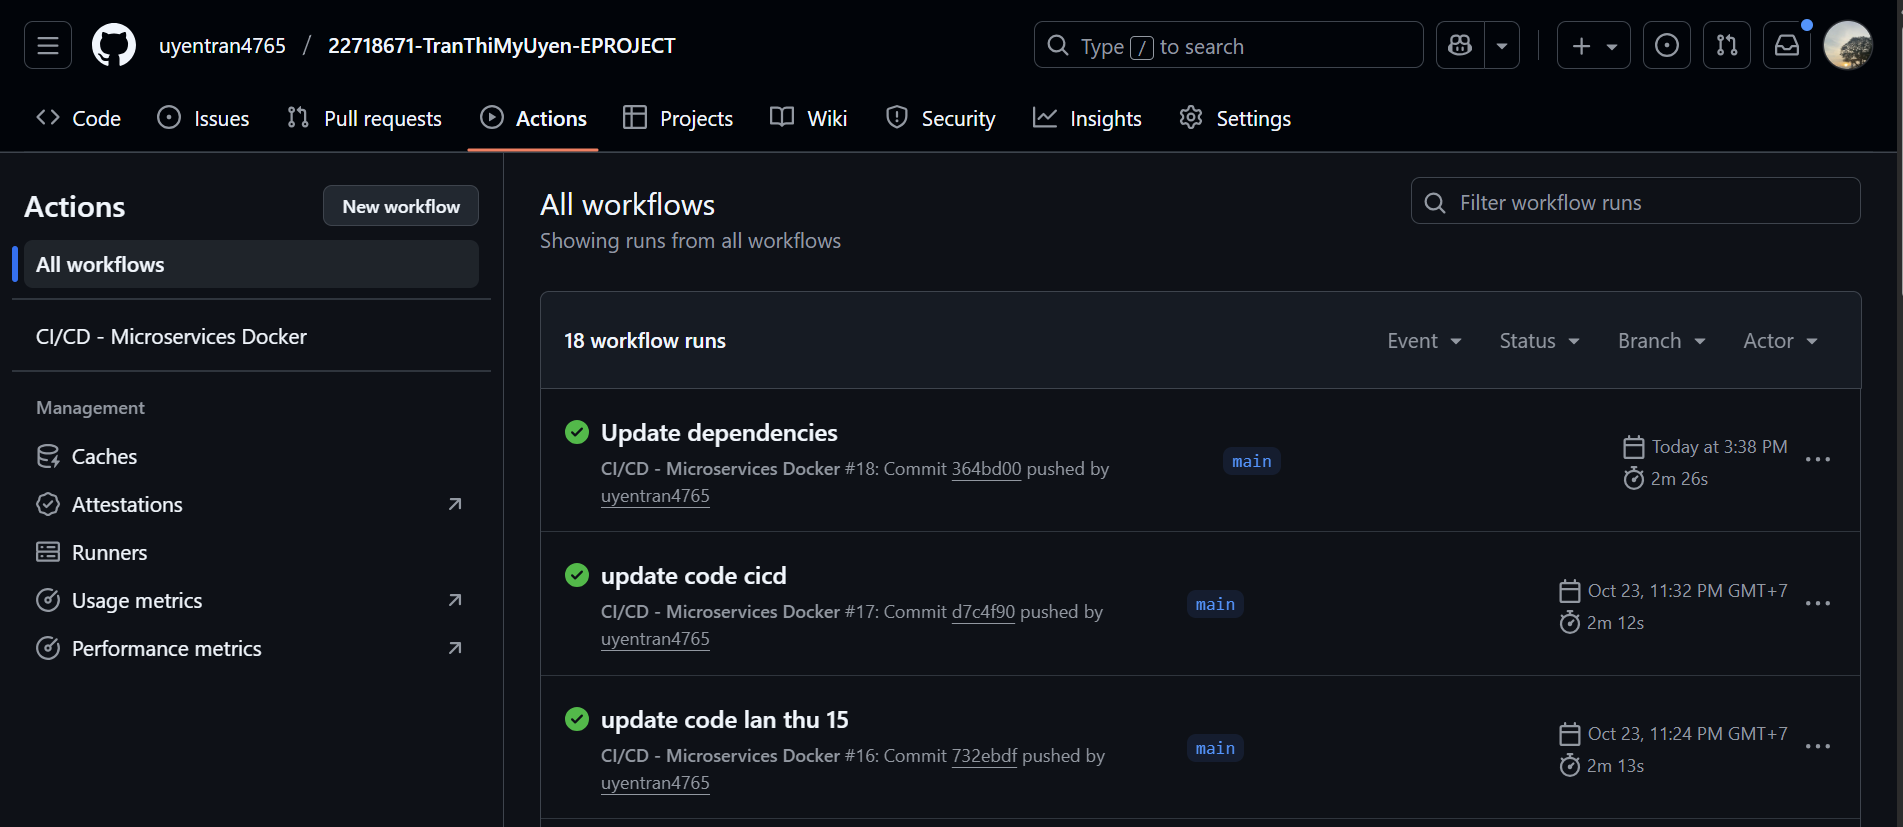 uyentran4765 / 22718671-TranThiMyUyen-EPROJECT
Type / to search
Code
Issues
Pull requests
Actions
Projects
Wiki
Security
Insights
Settings
Actions
New workflow
All workflows
CI/CD - Microservices Docker
Management
Caches
Attestations
Runners
Usage metrics
Performance metrics
All workflows
Showing runs from all workflows
Filter workflow runs
18 workflow runs
Event
Status
Branch
Actor
Update dependencies
CI/CD - Microservices Docker #18: Commit 364bd00 pushed by
uyentran4765
main
Today at 3:38 PM
2m 26s
update code cicd
CI/CD - Microservices Docker #17: Commit d7c4f90 pushed by
uyentran4765
main
Oct 23, 11:32 PM GMT+7
2m 12s
update code lan thu 15
CI/CD - Microservices Docker #16: Commit 732ebdf pushed by
uyentran4765
main
Oct 23, 11:24 PM GMT+7
2m 13s